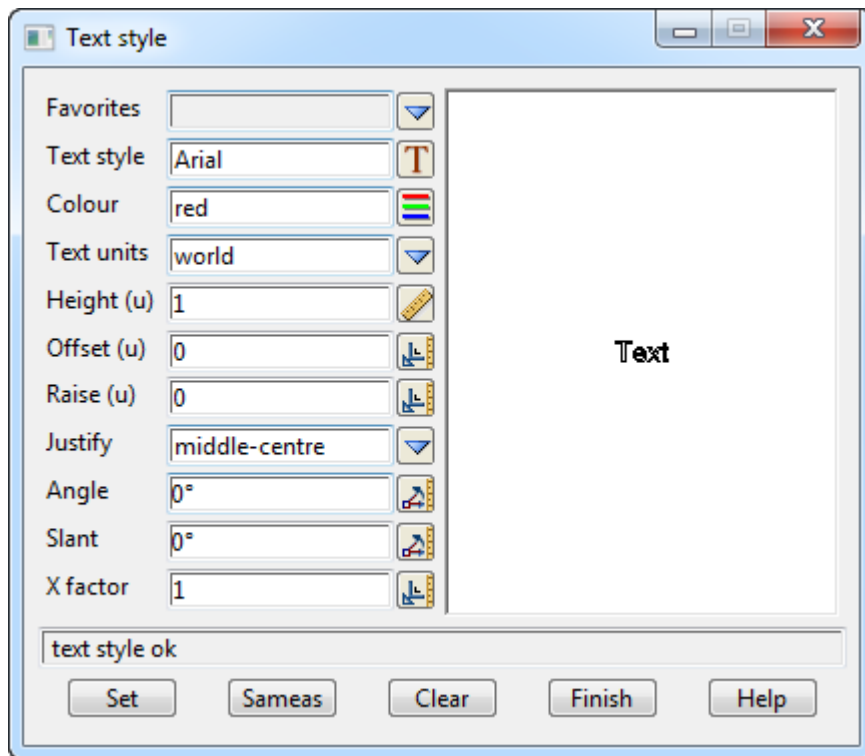 Text style
Favorites
Text style Arial T
Colour red
Text units world
Height (u) 1
Offset (u) 0
Raise (u) 0
Justify middle-centre
Angle 0°
Slant 0°
X factor 1
Text
text style ok
Set Sameas Clear Finish Help